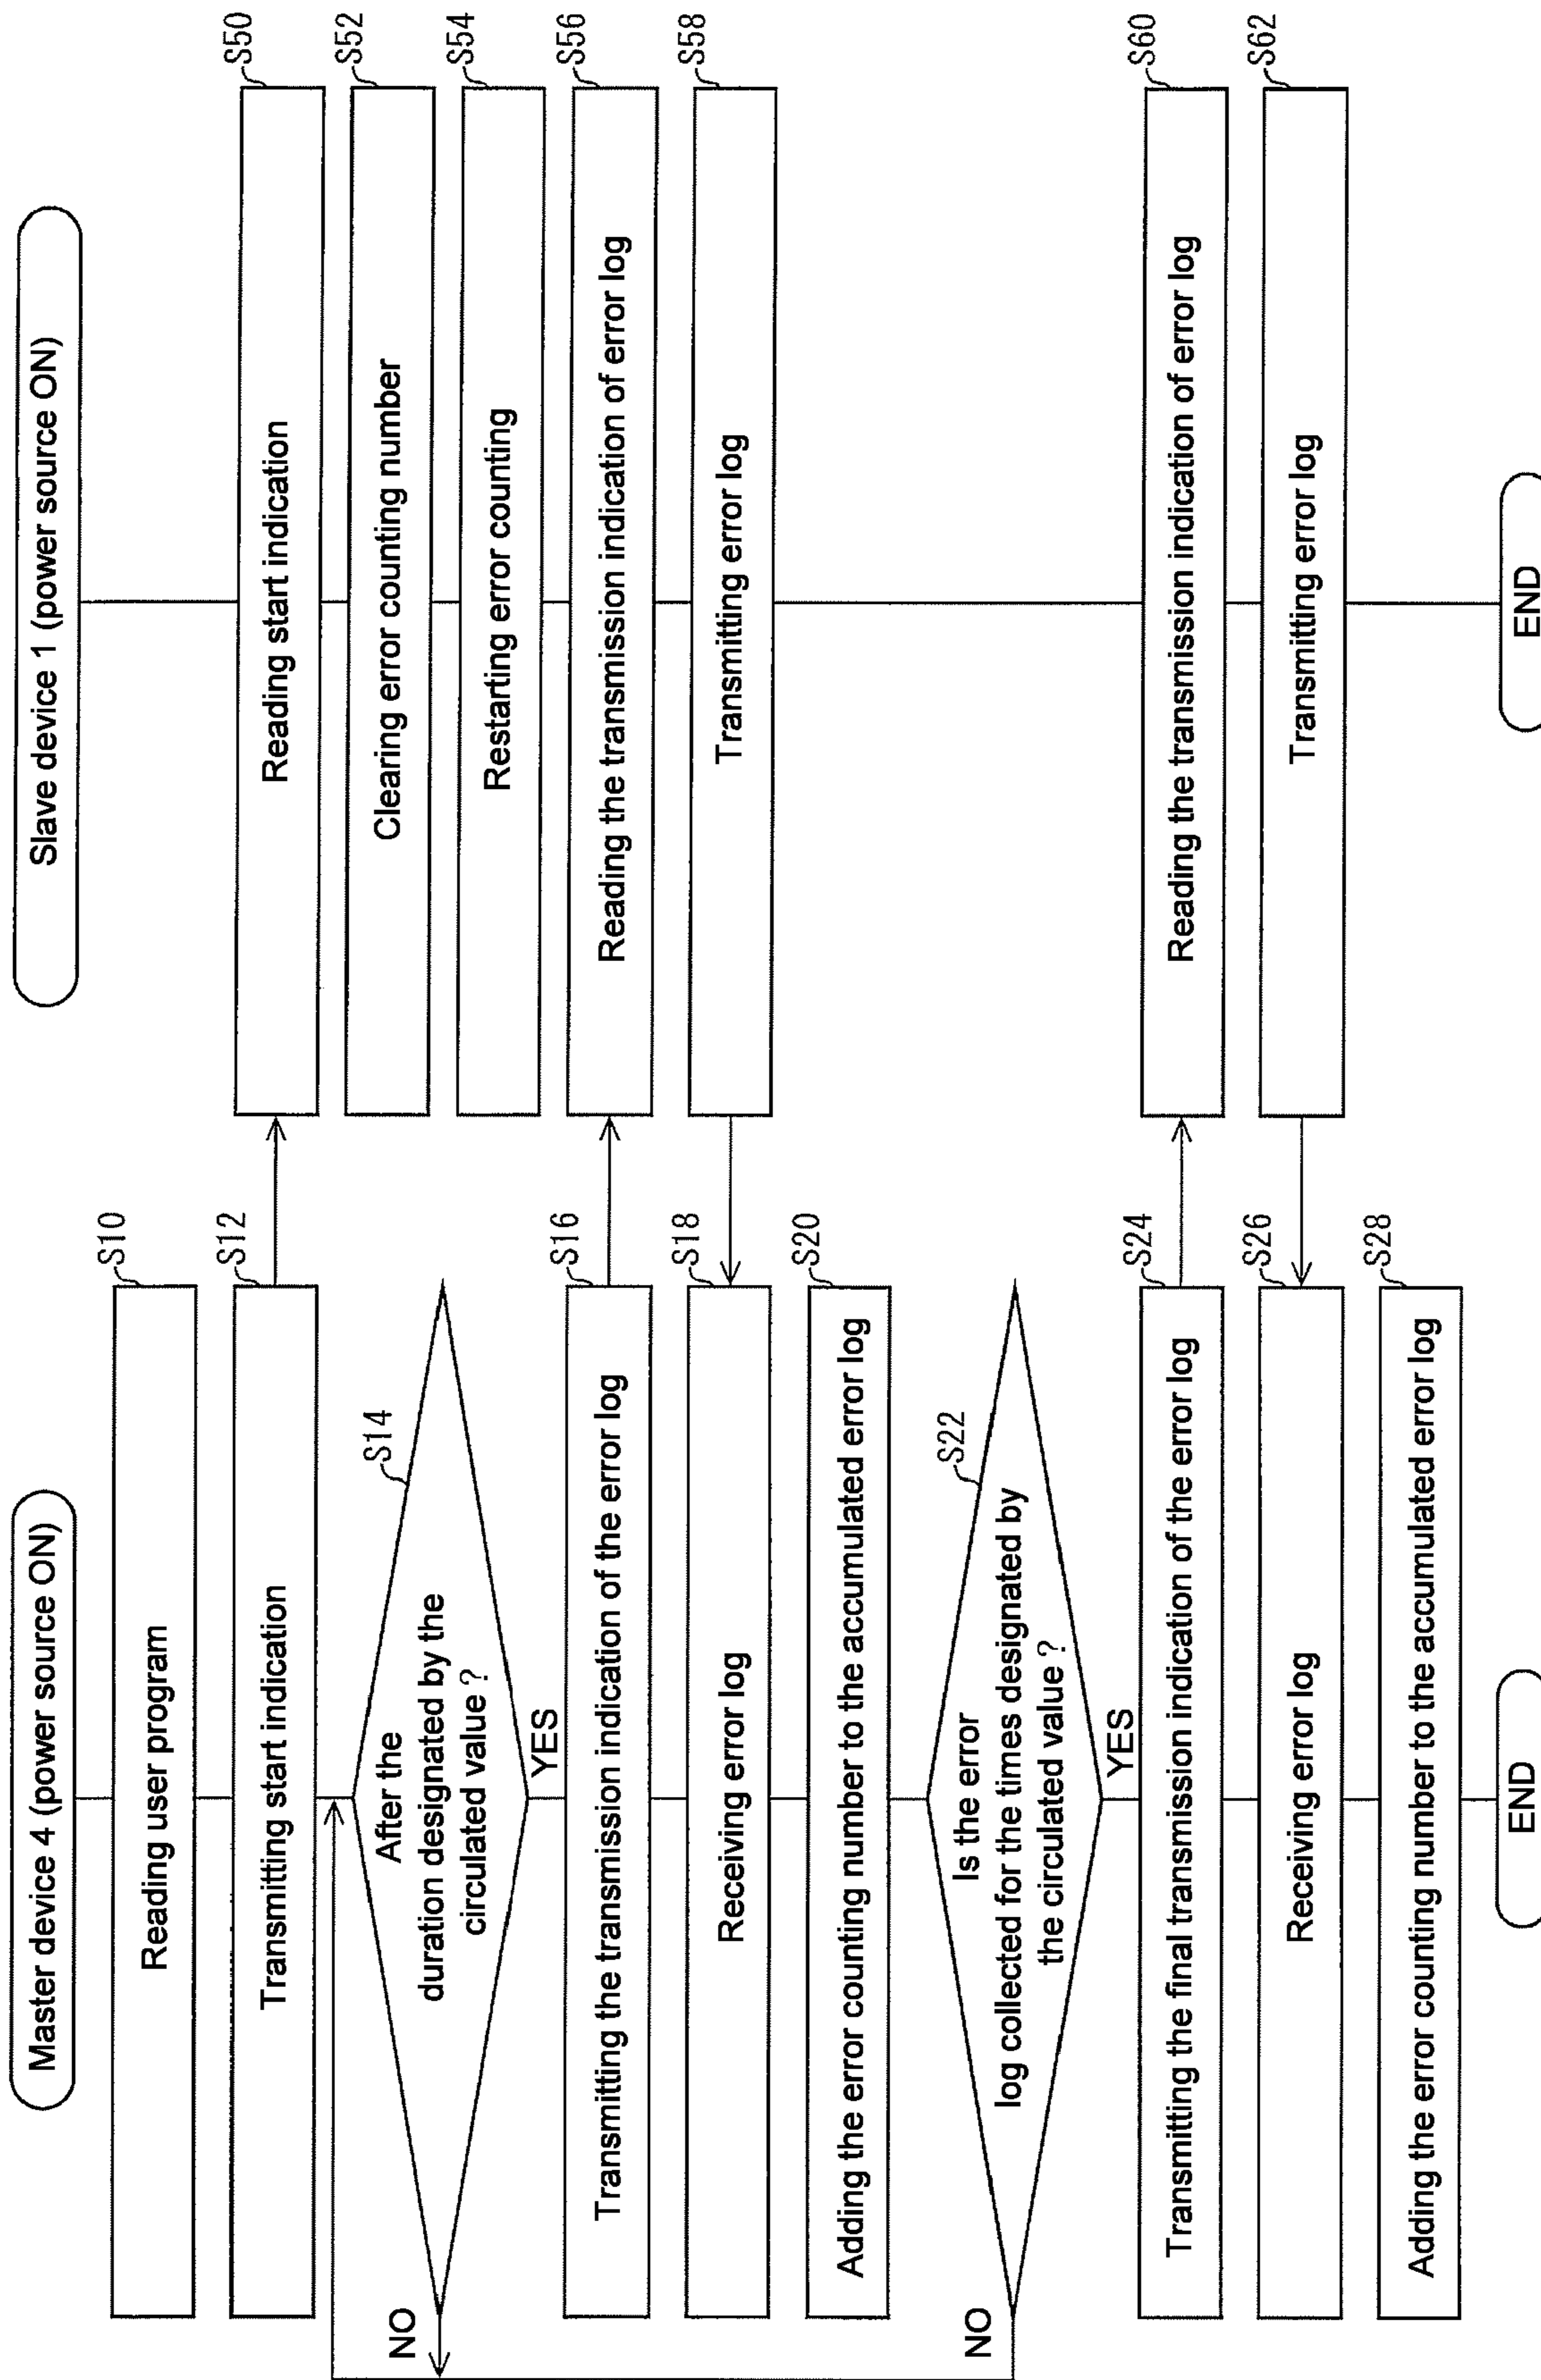 Master device 4 (power source ON)
S10
Reading user program
S12
Transmitting start indication
S14
After the
duration designated by the
circulated value ?
NO
YES
S16
Transmitting the transmission indication of the error log
S18
Receiving error log
S20
Adding the error counting number to the accumulated error log
S22
Is the error
log collected for the times designated by
the circulated value ?
NO
YES
S24
Transmitting the final transmission indication of the error log
S26
Receiving error log
S28
Adding the error counting number to the accumulated error log
END
Slave device 1 (power source ON)
S50
Reading start indication
S52
Clearing error counting number
S54
Restarting error counting
S56
Reading the transmission indication of error log
S58
Transmitting error log
S60
Reading the transmission indication of error log
S62
Transmitting error log
END